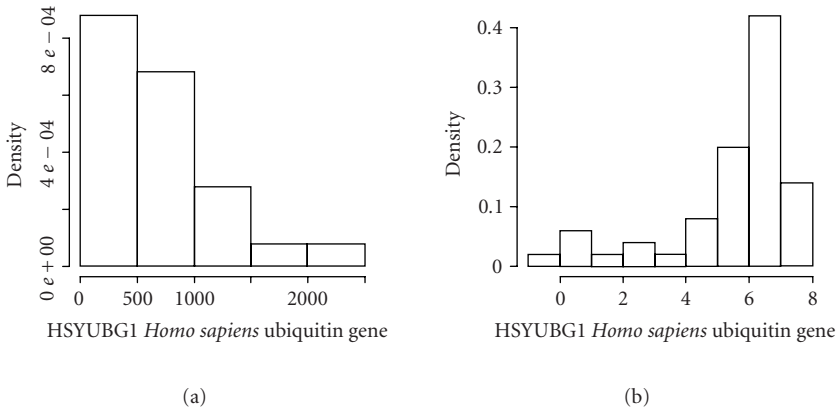 Density
8 e − 04
4 e − 04
0 e+00
0 500 1000 2000
HSYUBG1 Homo sapiens ubiquitin gene
(a)
Density
0.4
0.3
0.2
0.1
0
0 2 4 6 8
HSYUBG1 Homo sapiens ubiquitin gene
(b)